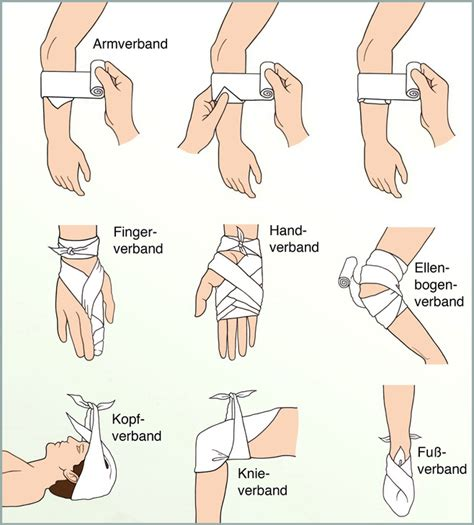 Armverband
Finger-
verband
Hand-
verband
Ellen-
bogen-
verband
Kopf-
verband
Knie-
verband
Fuß-
verband